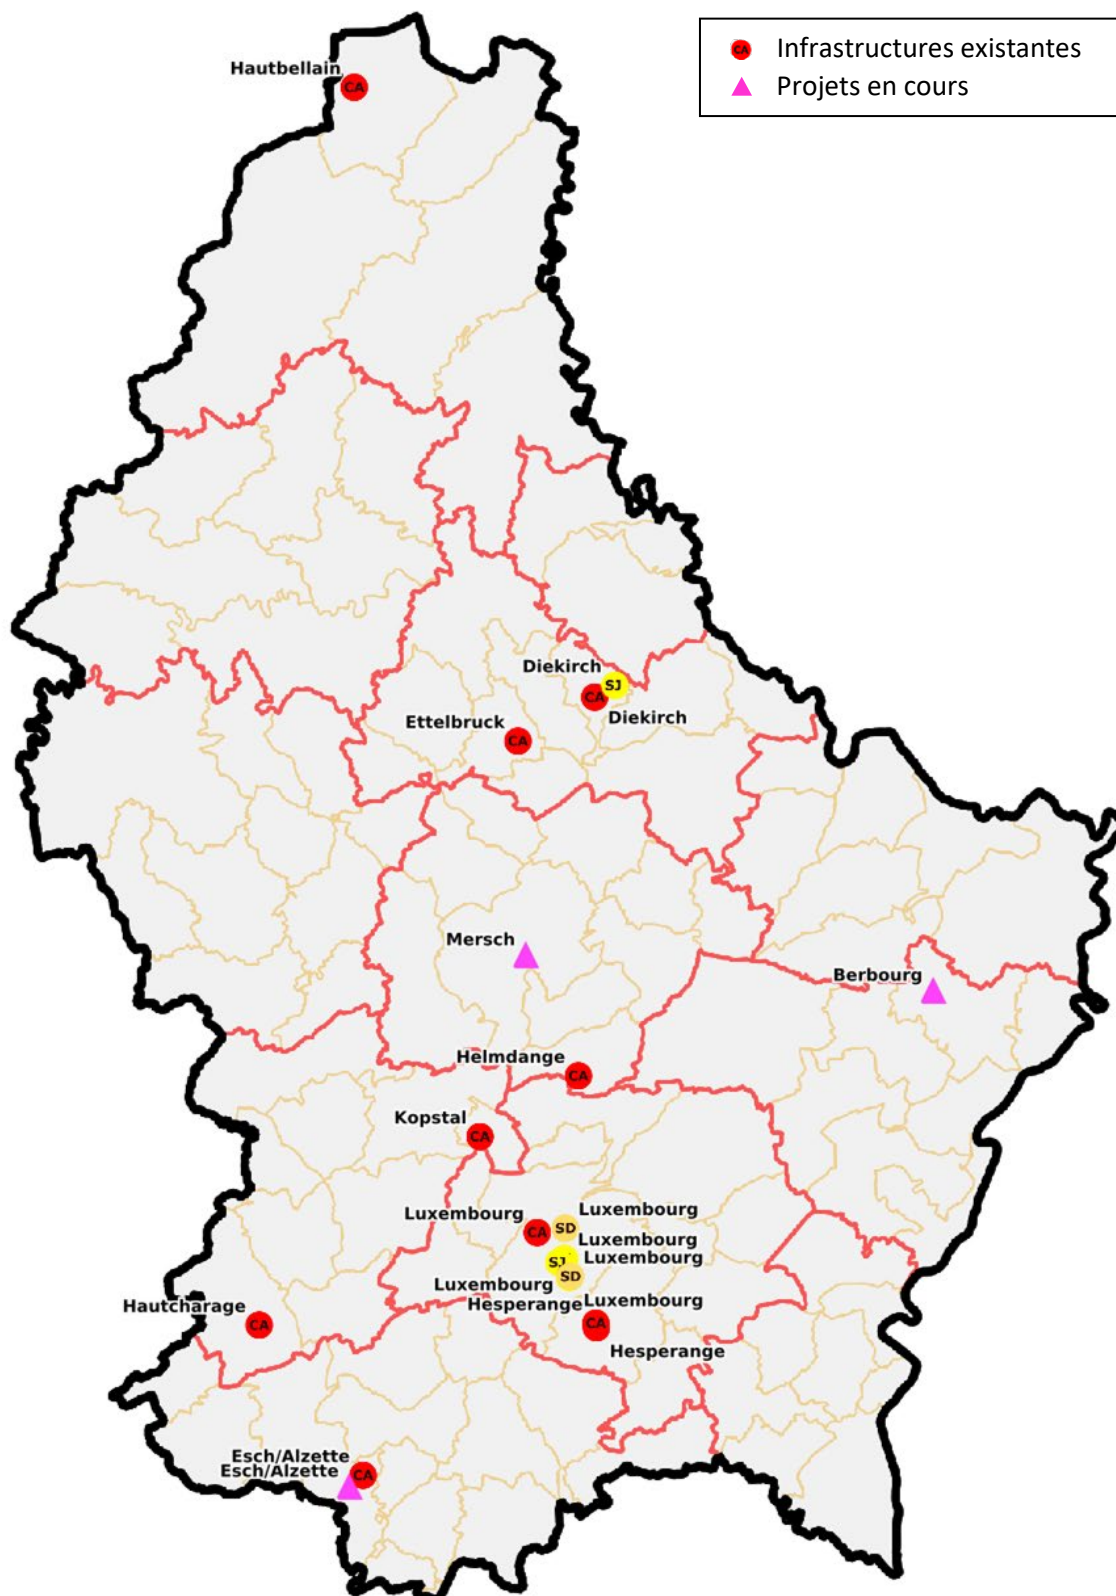 CA Infrastructures existantes
Projets en cours
Hautbellain
CA
Diekirch
SJ
CA
Diekirch
Ettelbruck
CA
Mersch
Berbourg
Helmdange
CA
Kopstal
CA
Luxembourg
Luxembourg
CA
SD
Luxembourg
Luxembourg
SJ
SD
Luxembourg
Luxembourg
Hesperange
CA
Hesperange
Hautcharage
CA
Esch/Alzette
Esch/Alzette
CA